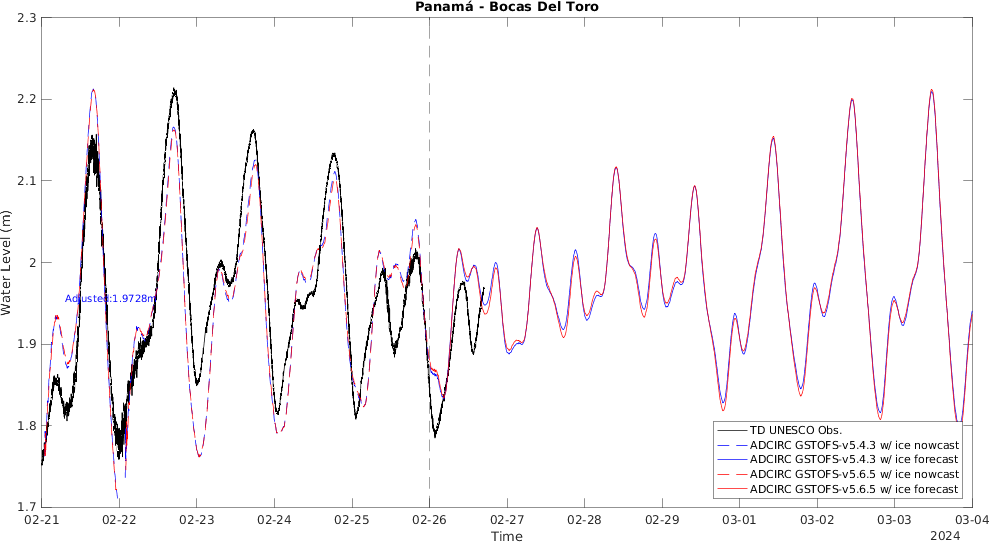 Panamá - Bocas Del Toro
2.3
2.2
2.1
2
1.9
1.8
1.7
Water Level (m)
Adjusted:1.9728m
TD UNESCO Obs.
ADCIRC GSTOFS-v5.4.3 w/ ice nowcast
ADCIRC GSTOFS-v5.4.3 w/ ice forecast
ADCIRC GSTOFS-v5.6.5 w/ ice nowcast
ADCIRC GSTOFS-v5.6.5 w/ ice forecast
02-21 02-22 02-23 02-24 02-25 02-26 02-27 02-28 02-29 03-01 03-02 03-03 03-04
Time
2024